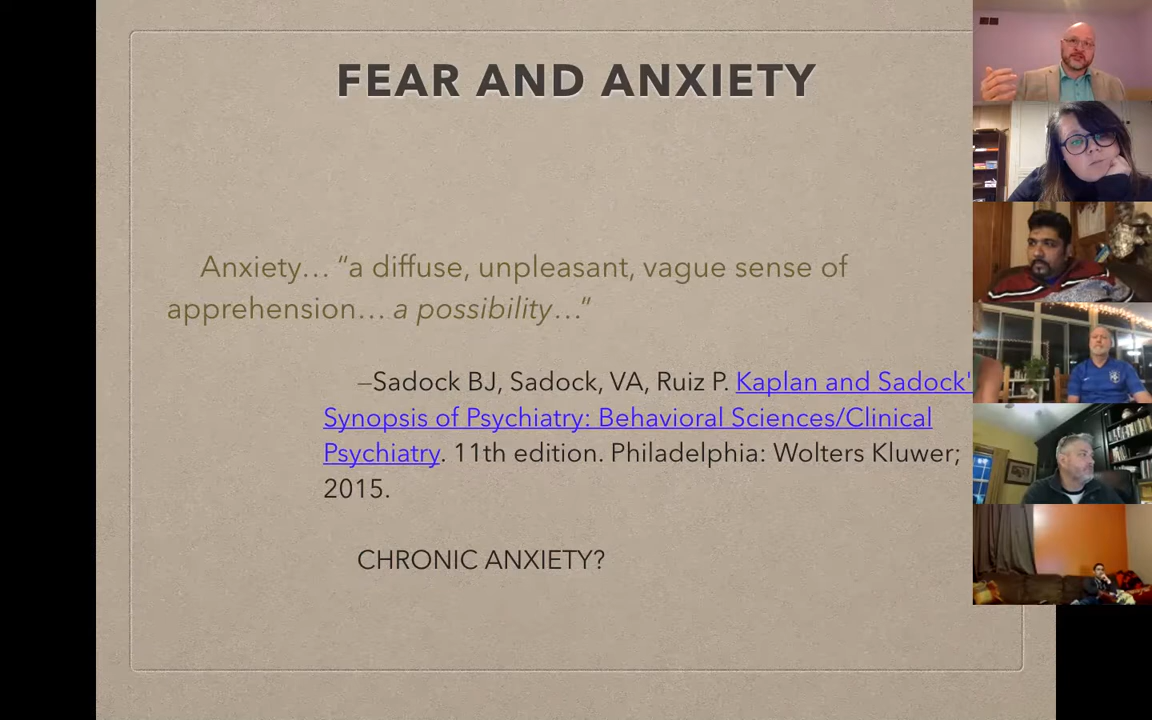 FEAR AND ANXIETY
Anxiety… “a diffuse, unpleasant, vague sense of
apprehension… a possibility…”
–Sadock BJ, Sadock, VA, Ruiz P. Kaplan and Sadock'
Synopsis of Psychiatry: Behavioral Sciences/Clinical
Psychiatry. 11th edition. Philadelphia: Wolters Kluwer;
2015.
CHRONIC ANXIETY?